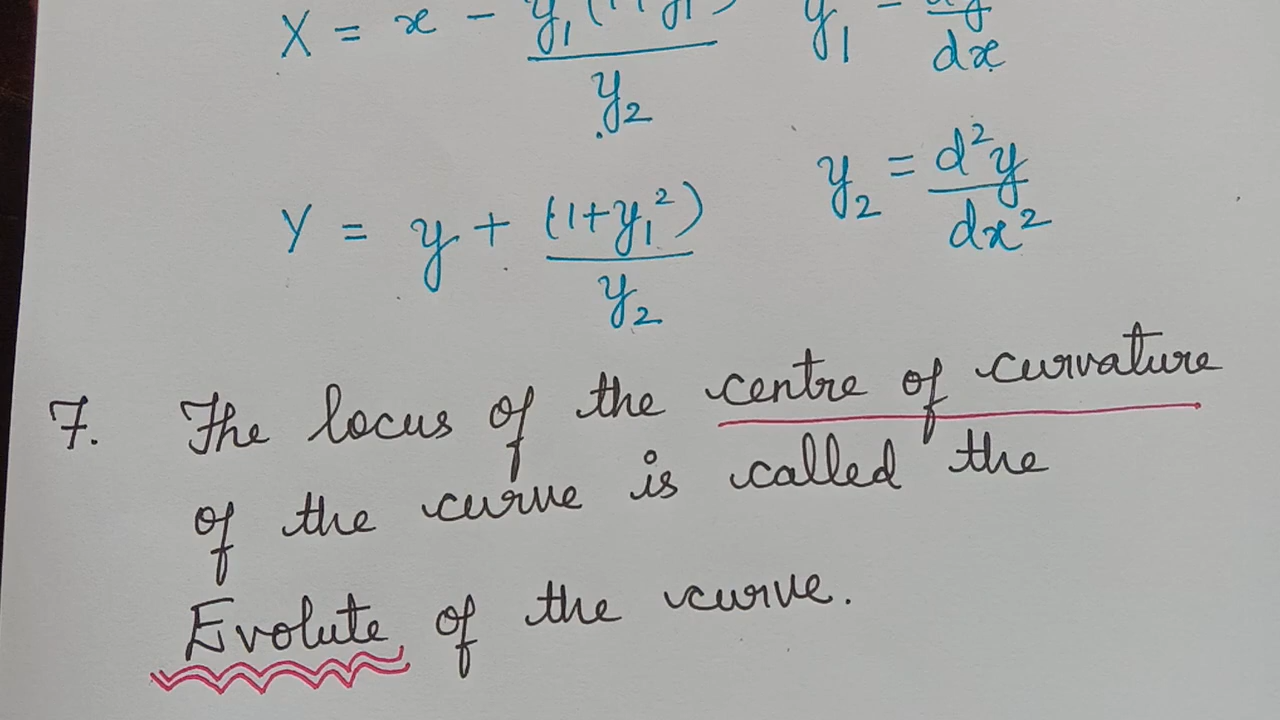 X = x - y₁(1+y₁²)/y₂ y₁ = dy/dx
Y = y + (1+y₁²)/y₂ y₂ = d²y/dx²
7. The locus of the centre of curvature
of the curve is called the
Evolute of the curve.